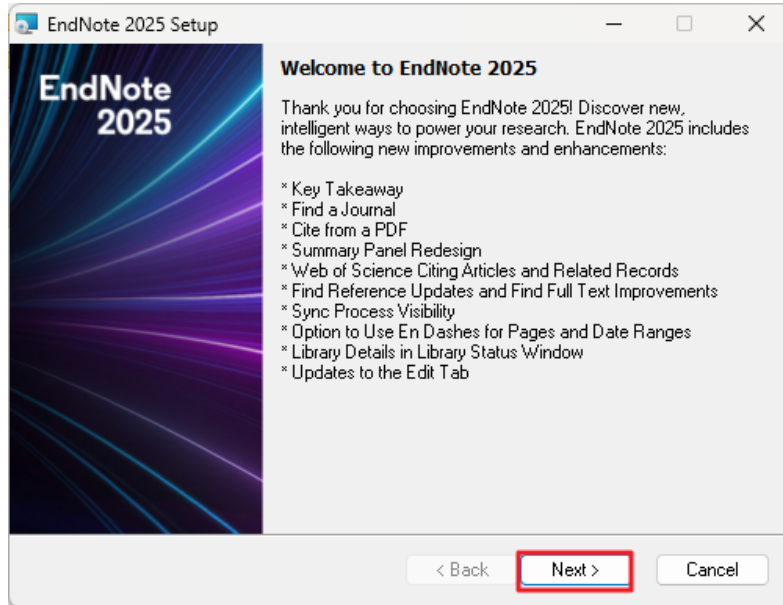 EndNote 2025 Setup
EndNote
2025
Welcome to EndNote 2025
Thank you for choosing EndNote 2025! Discover new,
intelligent ways to power your research. EndNote 2025 includes
the following new improvements and enhancements:
* Key Takeaway
* Find a Journal
* Cite from a PDF
* Summary Panel Redesign
* Web of Science Citing Articles and Related Records
* Find Reference Updates and Find Full Text Improvements
* Sync Process Visibility
* Option to Use En Dashes for Pages and Date Ranges
* Library Details in Library Status Window
* Updates to the Edit Tab
< Back
Next >
Cancel